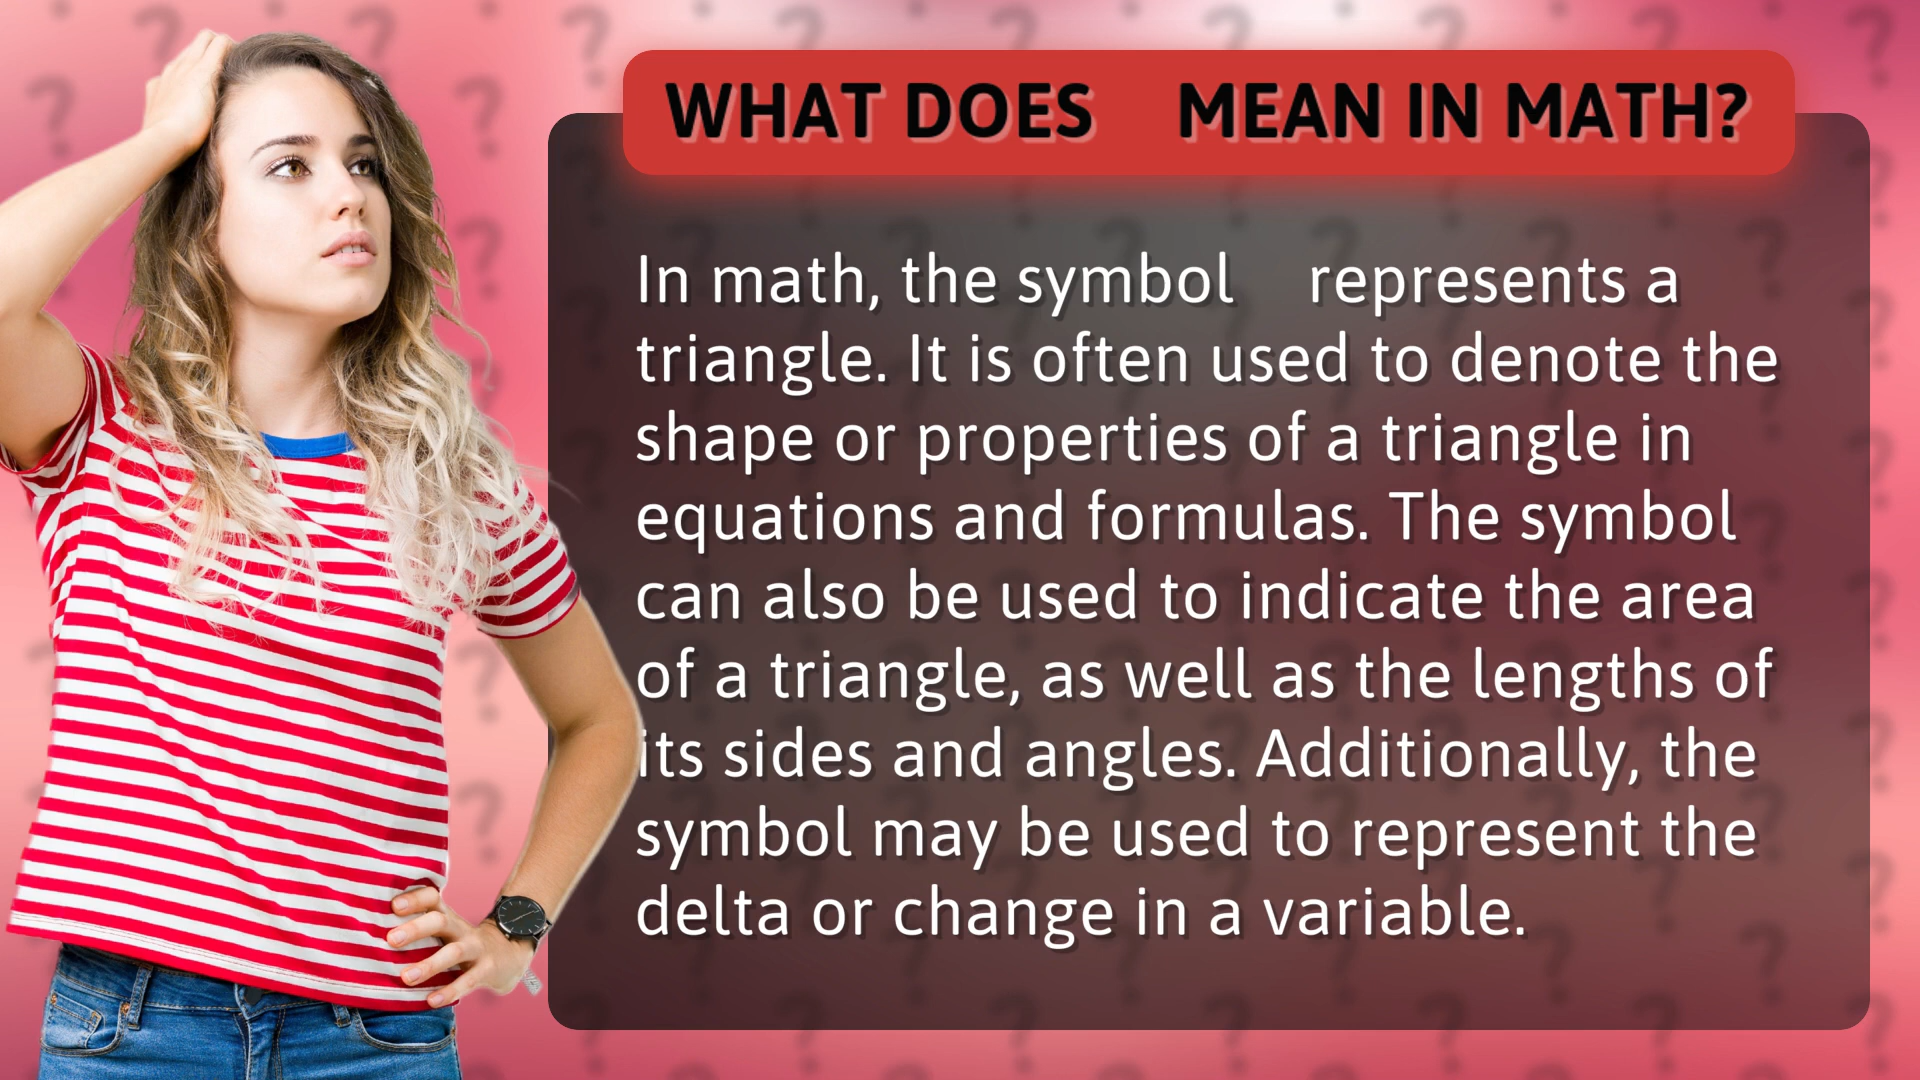 WHAT DOES MEAN IN MATH?
In math, the symbol represents a
triangle. It is often used to denote the
shape or properties of a triangle in
equations and formulas. The symbol
can also be used to indicate the area
of a triangle, as well as the lengths of
its sides and angles. Additionally, the
symbol may be used to represent the
delta or change in a variable.